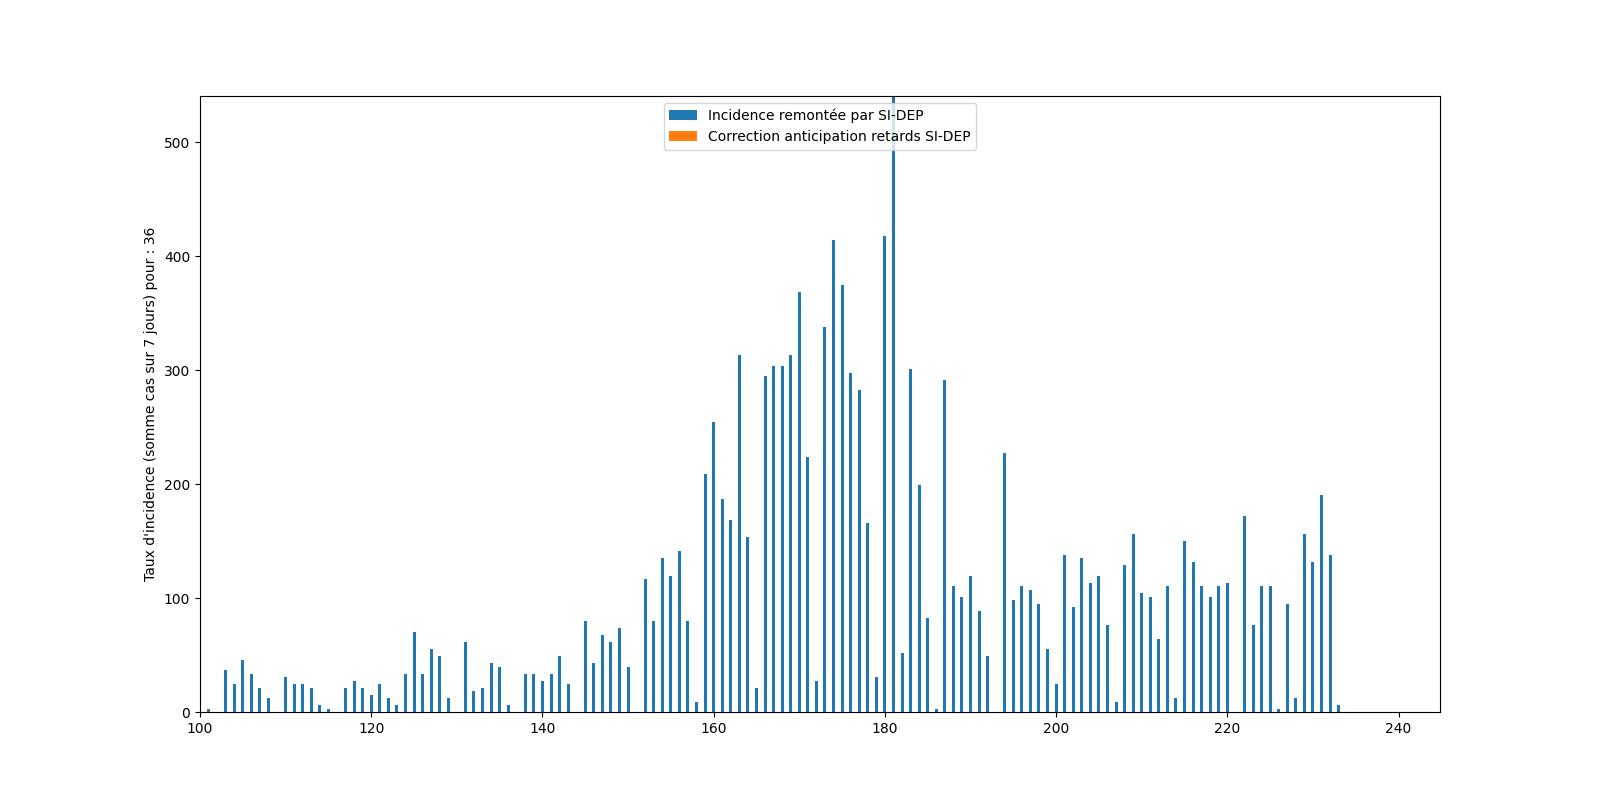 Incidence remontée par SI-DEP
Correction anticipation retards SI-DEP
Taux d'incidence (somme cas sur 7 jours) pour : 36
500
400
300
200
100
0
100 120 140 160 180 200 220 240